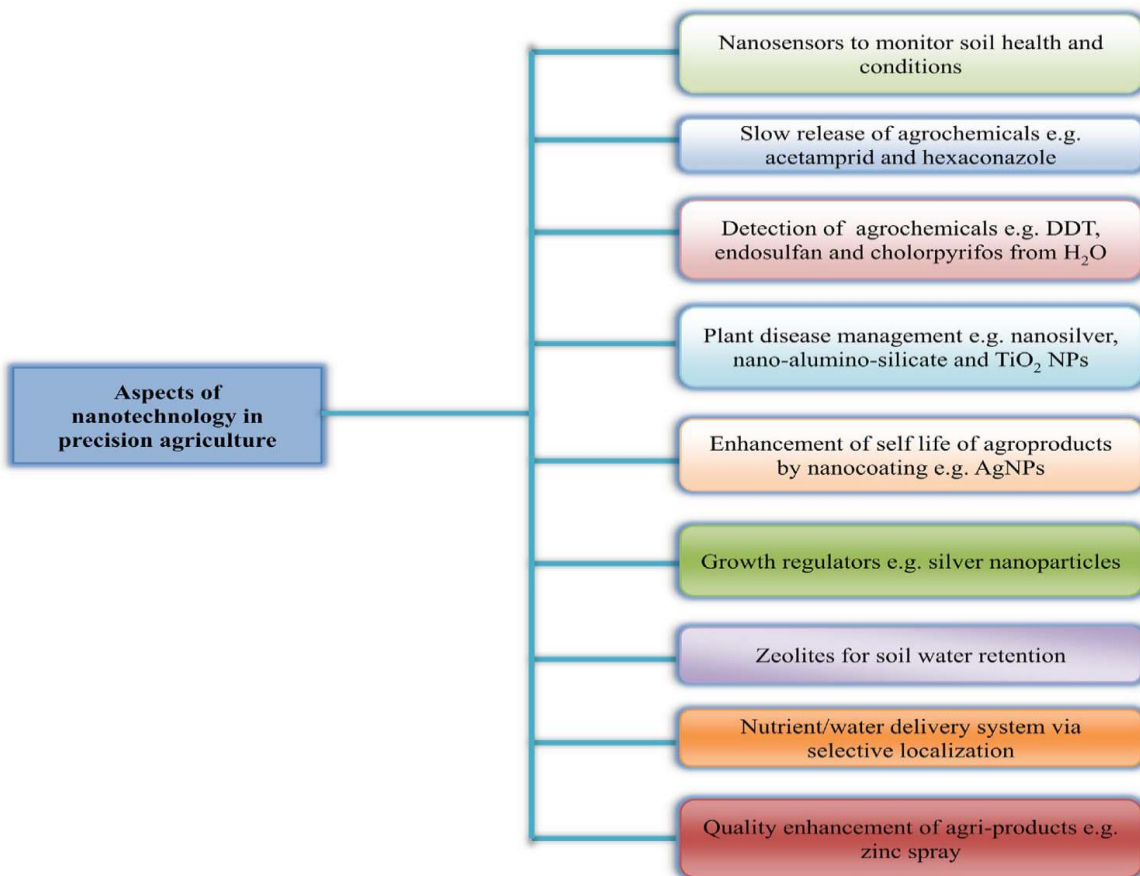 Nanosensors to monitor soil health and
conditions
Slow release of agrochemicals e.g.
acetamprid and hexaconazole
Detection of agrochemicals e.g. DDT,
endosulfan and cholorpyrifos from H₂O
Plant disease management e.g. nanosilver,
nano-alumino-silicate and TiO₂ NPs
Aspects of
nanotechnology in
precision agriculture
Enhancement of self life of agroproducts
by nanocoating e.g. AgNPs
Growth regulators e.g. silver nanoparticles
Zeolites for soil water retention
Nutrient/water delivery system via
selective localization
Quality enhancement of agri-products e.g.
zinc spray